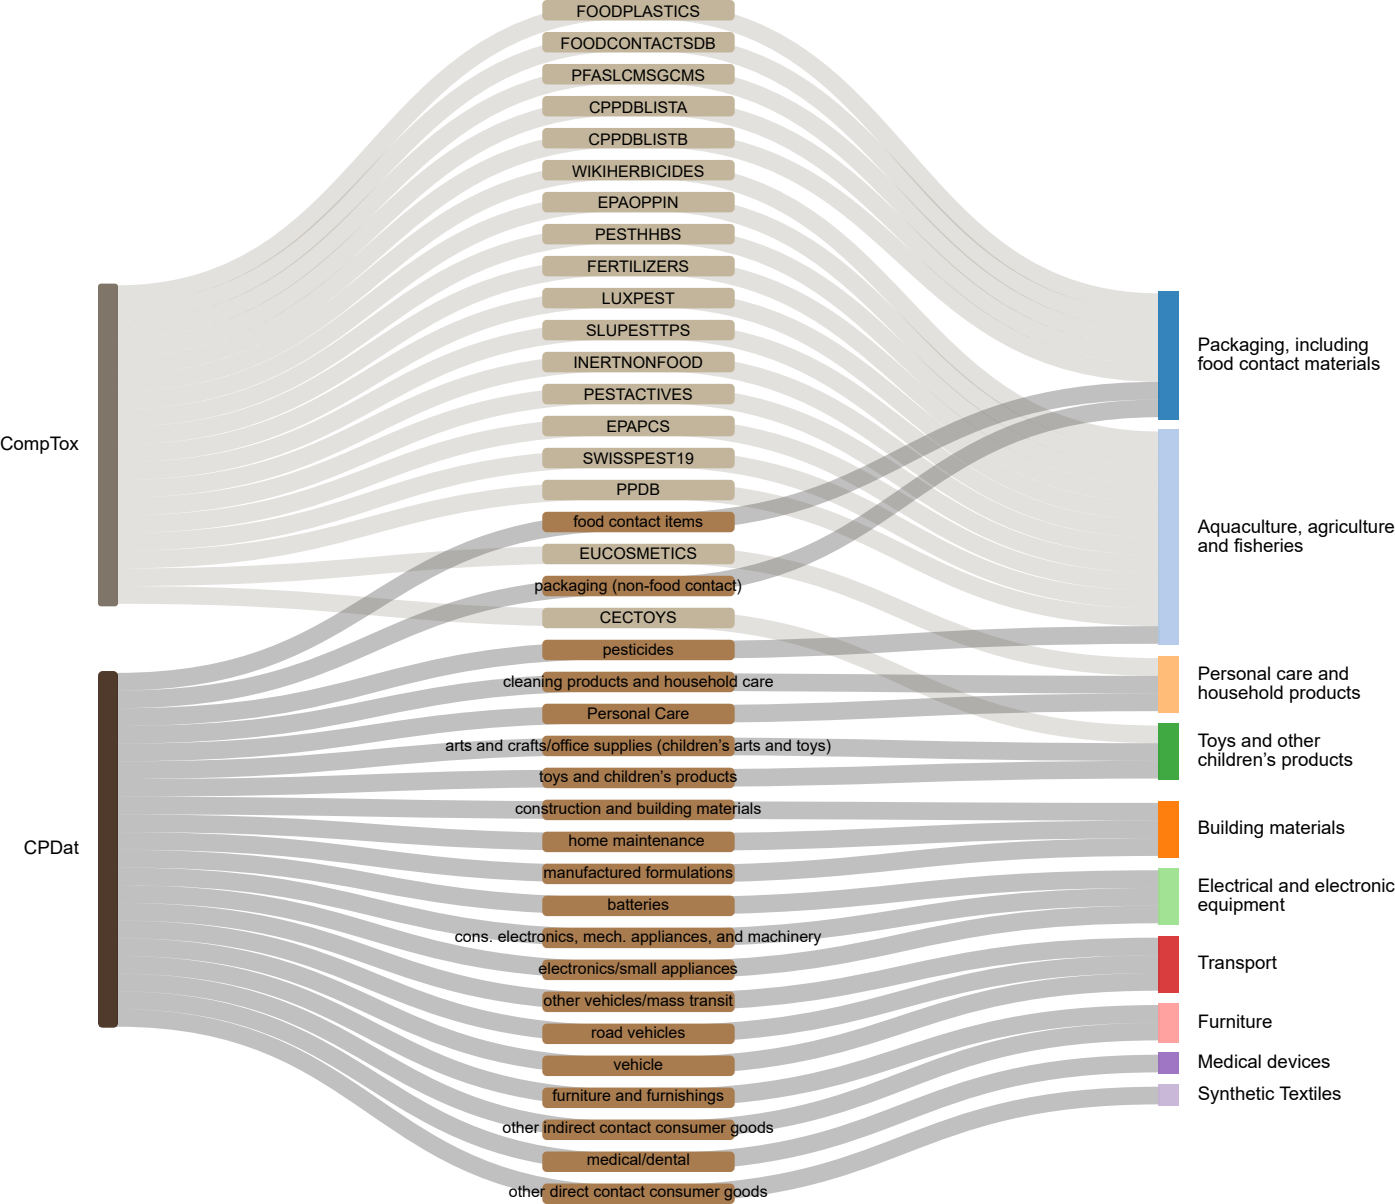 CompTox
CPDat
FOODPLASTICS
FOODCONTACTSDB
PFASLCMSGCMS
CPPDBLISTA
CPPDBLISTB
WIKIHERBICIDES
EPAOPPIN
PESTHHBS
FERTILIZERS
LUXPEST
SLUPESTTPS
INERTNONFOOD
PESTACTIVES
EPAPCS
SWISSPEST19
PPDB
food contact items
EUCOSMETICS
packaging (non-food contact)
CECTOYS
pesticides
cleaning products and household care
Personal Care
arts and crafts/office supplies (children’s arts and toys)
toys and children’s products
construction and building materials
home maintenance
manufactured formulations
batteries
cons. electronics, mech. appliances, and machinery
electronics/small appliances
other vehicles/mass transit
road vehicles
vehicle
furniture and furnishings
other indirect contact consumer goods
medical/dental
other direct contact consumer goods
Packaging, including
food contact materials
Aquaculture, agriculture
and fisheries
Personal care and
household products
Toys and other
children’s products
Building materials
Electrical and electronic
equipment
Transport
Furniture
Medical devices
Synthetic Textiles